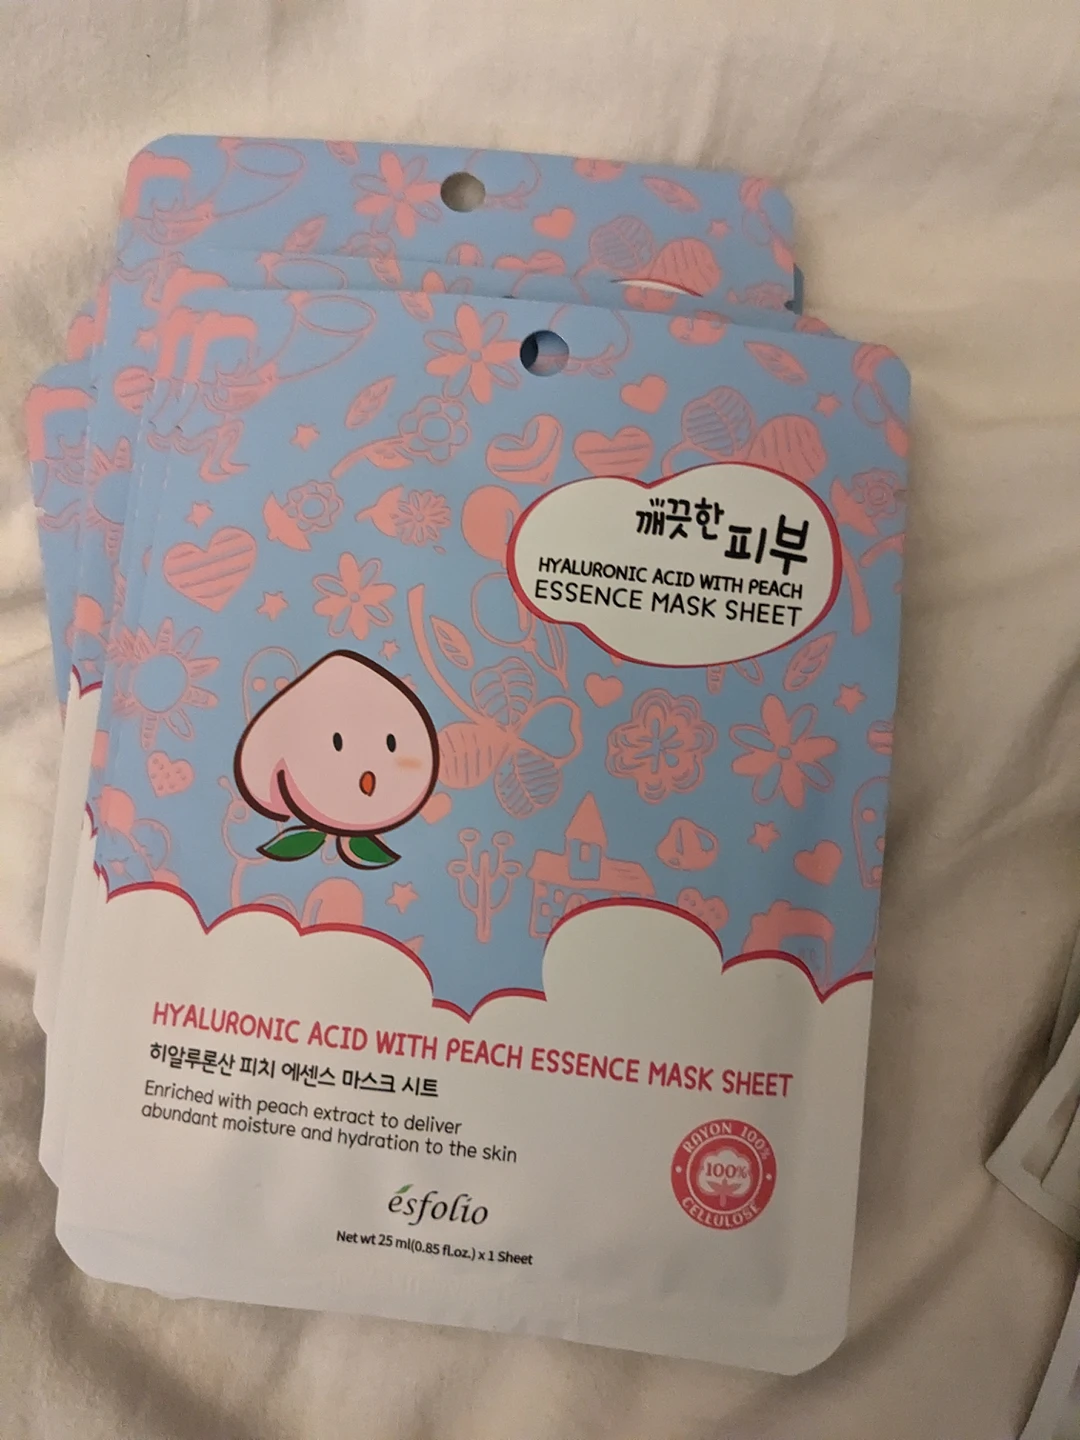 깨끗한
피부
HYALURONIC ACID WITH PEACH
ESSENCE MASK SHEET
HYALURONIC ACID WITH PEACH ESSENCE MASK SHEET
히알루론산 피치 에센스 마스크 시트
Enriched with peach extract to deliver
abundant moisture and hydration to the skin
RAYON 100%
100%
CELLULOSE
ésfolio
Net wt 25 ml(0.85 fl.oz.) x 1 Sheet